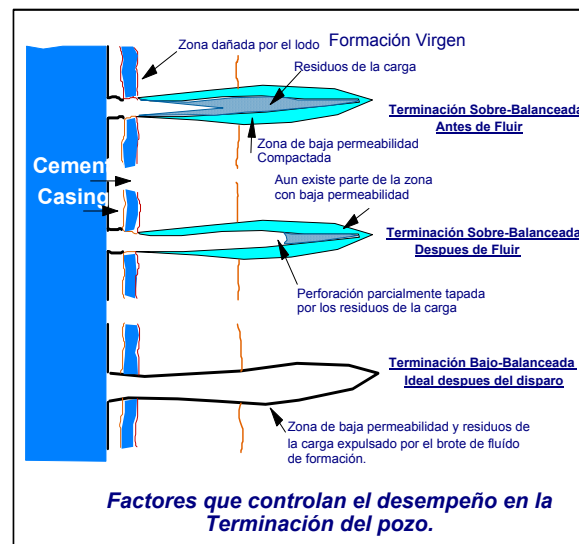 Zona dañada por el lodo
Formación Virgen
Residuos de la carga
Terminación Sobre-Balanceada
Antes de Fluir
Zona de baja permeabilidad
Compactada
Cement
Casing
Aun existe parte de la zona
con baja permeabilidad
Terminación Sobre-Balanceada
Despues de Fluir
Perforación parcialmente tapada
por los residuos de la carga
Terminación Bajo-Balanceada
Ideal despues del disparo
Zona de baja permeabilidad y residuos de
la carga expulsado por el brote de fluído
de formación.
Factores que controlan el desempeño en la
Terminación del pozo.